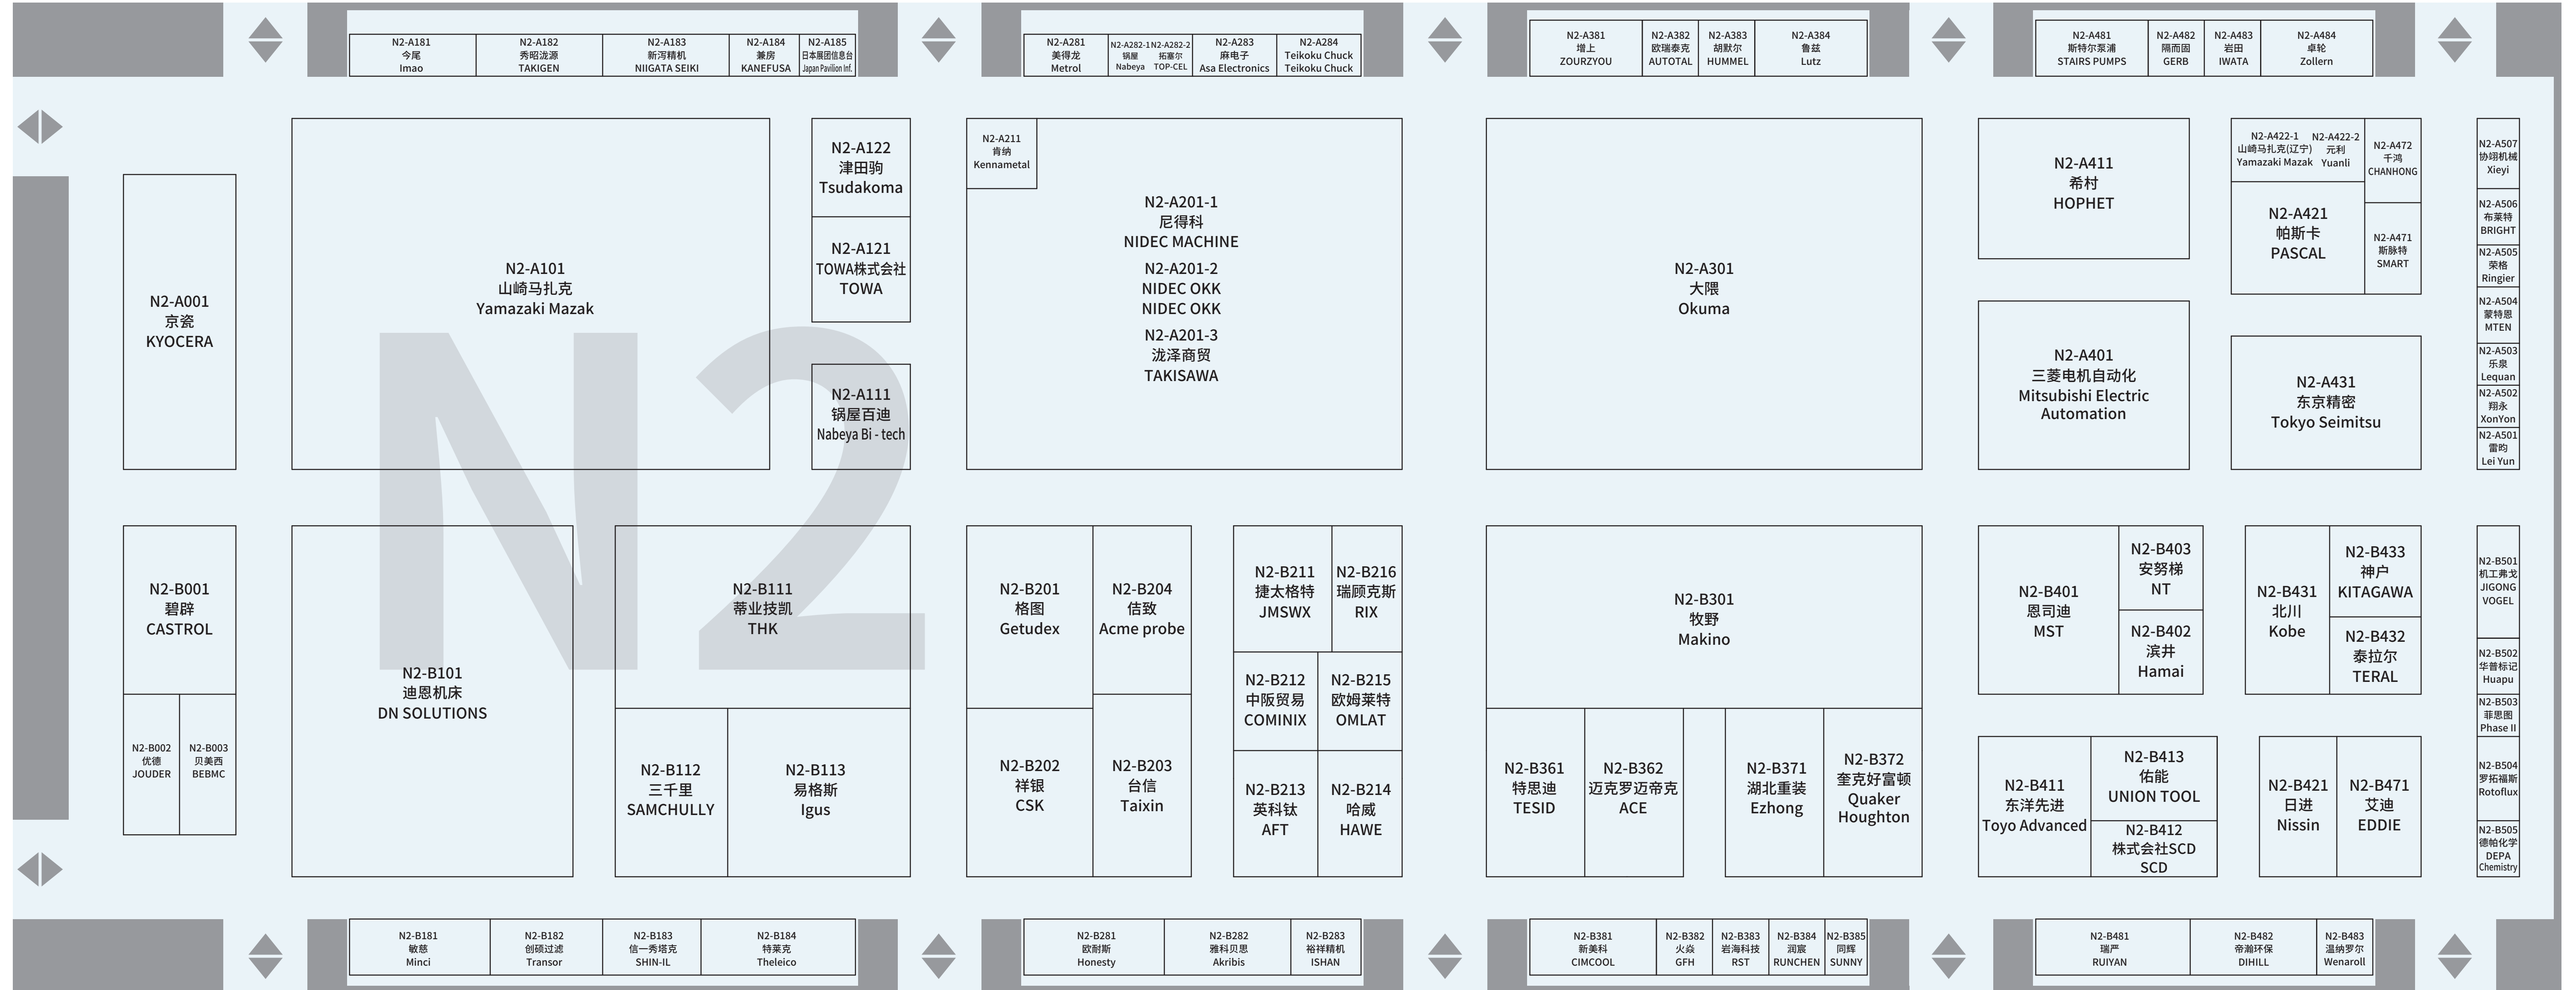 N2-A181
今尾
Imao
N2-A182
秀昭泷源
TAKIGEN
N2-A183
新泻精机
NIIGATA SEIKI
N2-A184
兼房
KANEFUSA
N2-A185
日本展团信息台
Japan Pavilion Inf.
N2-A281
美得龙
Metrol
N2-A282-1
锅屋
Nabeya
N2-A282-2
拓塞尔
TOP-CEL
N2-A283
麻电子
Asa Electronics
N2-A284
Teikoku Chuck
Teikoku Chuck
N2-A381
增上
ZOURZYOU
N2-A382
欧瑞泰克
AUTOTAL
N2-A383
胡默尔
HUMMEL
N2-A384
鲁兹
Lutz
N2-A481
斯特尔泵浦
STAIRS PUMPS
N2-A482
隔而固
GERB
N2-A483
岩田
IWATA
N2-A484
卓轮
Zollern
N2-A001
京瓷
KYOCERA
N2-A101
山崎马扎克
Yamazaki Mazak
N2-A122
津田驹
Tsudakoma
N2-A121
TOWA株式会社
TOWA
N2-A111
锅屋百迪
Nabeya Bi - tech
N2-A211
肯纳
Kennametal
N2-A201-1
尼得科
NIDEC MACHINE
N2-A201-2
NIDEC OKK
NIDEC OKK
N2-A201-3
泷泽商贸
TAKISAWA
N2-A301
大隈
Okuma
N2-A411
希村
HOPHET
N2-A401
三菱电机自动化
Mitsubishi Electric
Automation
N2-A422-1
山崎马扎克(辽宁)
Yamazaki Mazak
N2-A422-2
元利
Yuanli
N2-A472
千鸿
CHANHONG
N2-A421
帕斯卡
PASCAL
N2-A471
斯脉特
SMART
N2-A431
东京精密
Tokyo Seimitsu
N2-A507
协翊机械
Xieyi
N2-A506
布莱特
BRIGHT
N2-A505
荣格
Ringier
N2-A504
蒙特恩
MTEN
N2-A503
乐泉
Lequan
N2-A502
翔永
XonYon
N2-A501
雷昀
Lei Yun
N2
N2-B001
碧辟
CASTROL
N2-B002
优德
JOUDER
N2-B003
贝美西
BEBMC
N2-B101
迪恩机床
DN SOLUTIONS
N2-B111
蒂业技凯
THK
N2-B112
三千里
SAMCHULLY
N2-B113
易格斯
Igus
N2-B201
格图
Getudex
N2-B204
佶致
Acme probe
N2-B202
祥银
CSK
N2-B203
台信
Taixin
N2-B211
捷太格特
JMSWX
N2-B216
瑞顾克斯
RIX
N2-B212
中阪贸易
COMINIX
N2-B215
欧姆莱特
OMLAT
N2-B213
英科钛
AFT
N2-B214
哈威
HAWE
N2-B301
牧野
Makino
N2-B361
特思迪
TESID
N2-B362
迈克罗迈帝克
ACE
N2-B371
湖北重装
Ezhong
N2-B372
奎克好富顿
Quaker
Houghton
N2-B401
恩司迪
MST
N2-B403
安努梯
NT
N2-B402
滨井
Hamai
N2-B431
北川
Kobe
N2-B433
神户
KITAGAWA
N2-B432
泰拉尔
TERAL
N2-B411
东洋先进
Toyo Advanced
N2-B413
佑能
UNION TOOL
N2-B412
株式会社SCD
SCD
N2-B421
日进
Nissin
N2-B471
艾迪
EDDIE
N2-B501
机工弗戈
JIGONG
VOGEL
N2-B502
华普标记
Huapu
N2-B503
菲思图
Phase II
N2-B504
罗拓福斯
Rotoflux
N2-B505
德帕化学
DEPA
Chemistry
N2-B181
敏慈
Minci
N2-B182
创硕过滤
Transor
N2-B183
信一秀塔克
SHIN-IL
N2-B184
特莱克
Theleico
N2-B281
欧耐斯
Honesty
N2-B282
雅科贝思
Akribis
N2-B283
裕祥精机
ISHAN
N2-B381
新美科
CIMCOOL
N2-B382
火焱
GFH
N2-B383
岩海科技
RST
N2-B384
润宸
RUNCHEN
N2-B385
同辉
SUNNY
N2-B481
瑞严
RUIYAN
N2-B482
帝瀚环保
DIHILL
N2-B483
温纳罗尔
Wenaroll